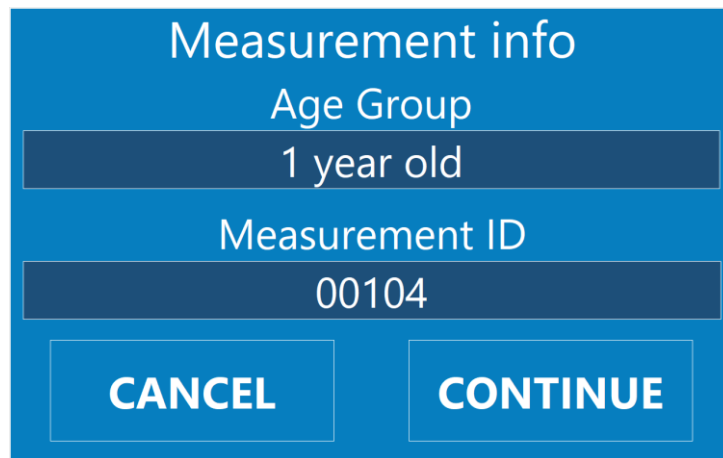 Measurement info
Age Group
1 year old
Measurement ID
00104
CANCEL
CONTINUE